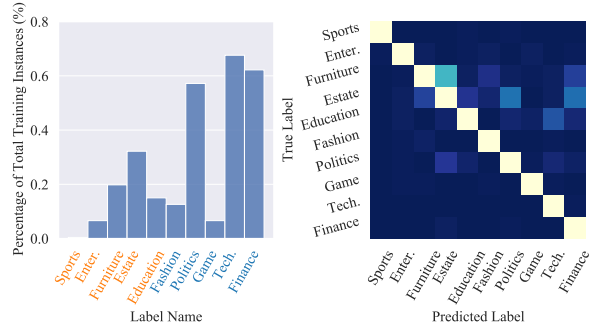 Percentage of Total Training Instances (%)
0.8
0.6
0.4
0.2
0.0
Sports
Enter.
Furniture
Estate
Education
Fashion
Politics
Game
Tech.
Finance
Label Name
True Label
Sports
Enter.
Furniture
Estate
Education
Fashion
Politics
Game
Tech.
Finance
Sports
Enter.
Furniture
Estate
Education
Fashion
Politics
Game
Tech.
Finance
Predicted Label